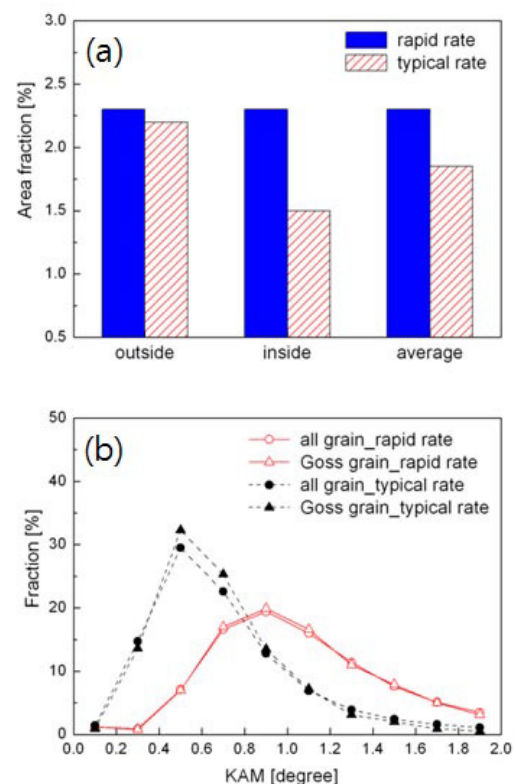 (a)
rapid rate
typical rate
Area fraction [%]
3.0
2.5
2.0
1.5
1.0
0.5
outside inside average
(b)
all grain_rapid rate
Goss grain_rapid rate
all grain_typical rate
Goss grain_typical rate
Fraction [%]
50
40
30
20
10
0
0.0 0.2 0.4 0.6 0.8 1.0 1.2 1.4 1.6 1.8 2.0
KAM [degree]